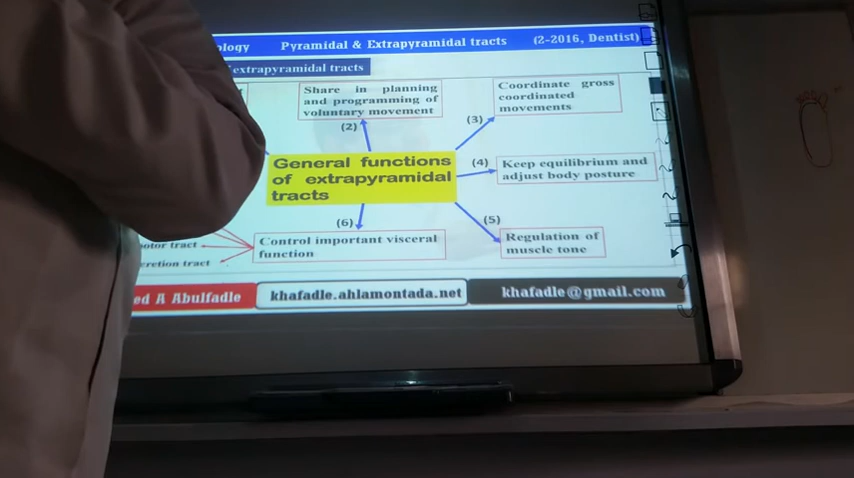 ology Pyramidal & Extrapyramidal tracts (2-2016, Dentist)
extrapyramidal tracts
Share in planning
and programming of
voluntary movement
(2)
Coordinate gross
coordinated
movements
(3)
General functions
of extrapyramidal
tracts
(4)
Keep equilibrium and
adjust body posture
(5)
Regulation of
muscle tone
(6)
Control important visceral
function
otor tract
cretion tract
ed A Abulfadle khafadle.ahlamontada.net khafadle@gmail.com